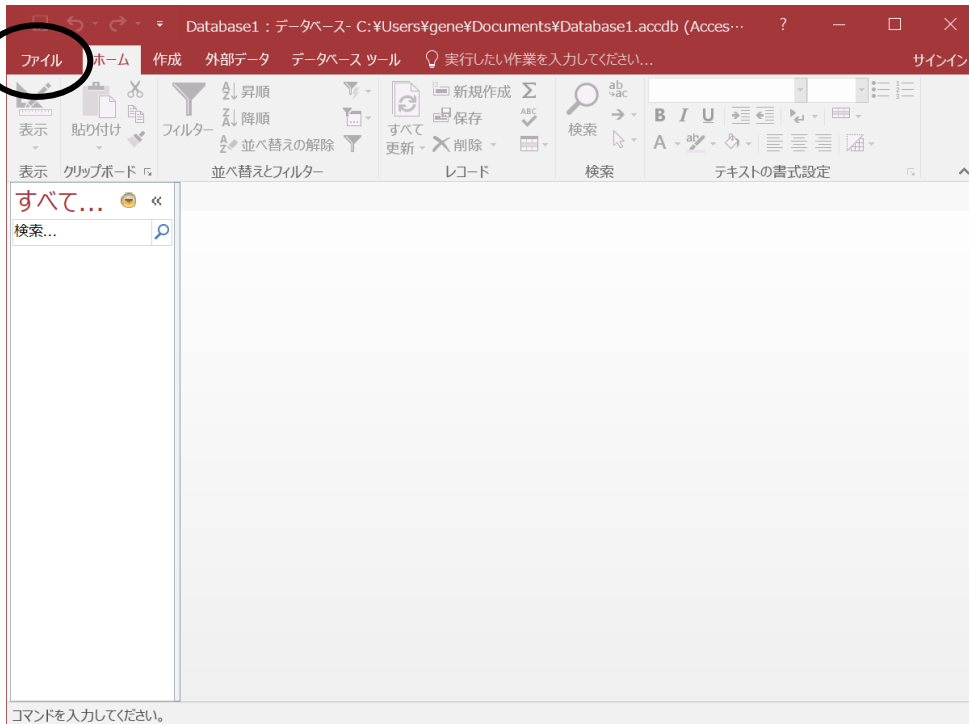 Database1 : データベース- C:¥Users¥gene¥Documents¥Database1.accdb (Acces… ?
ファイル ホーム 作成 外部データ データベース ツール 実行したい作業を入力してください... サインイン
表示
貼り付け
フィルター
昇順
降順
並べ替えの解除
すべて
更新
新規作成
保存
削除
検索
表示 クリップボード 並べ替えとフィルター レコード 検索 テキストの書式設定
すべて... «
検索...
コマンドを入力してください。